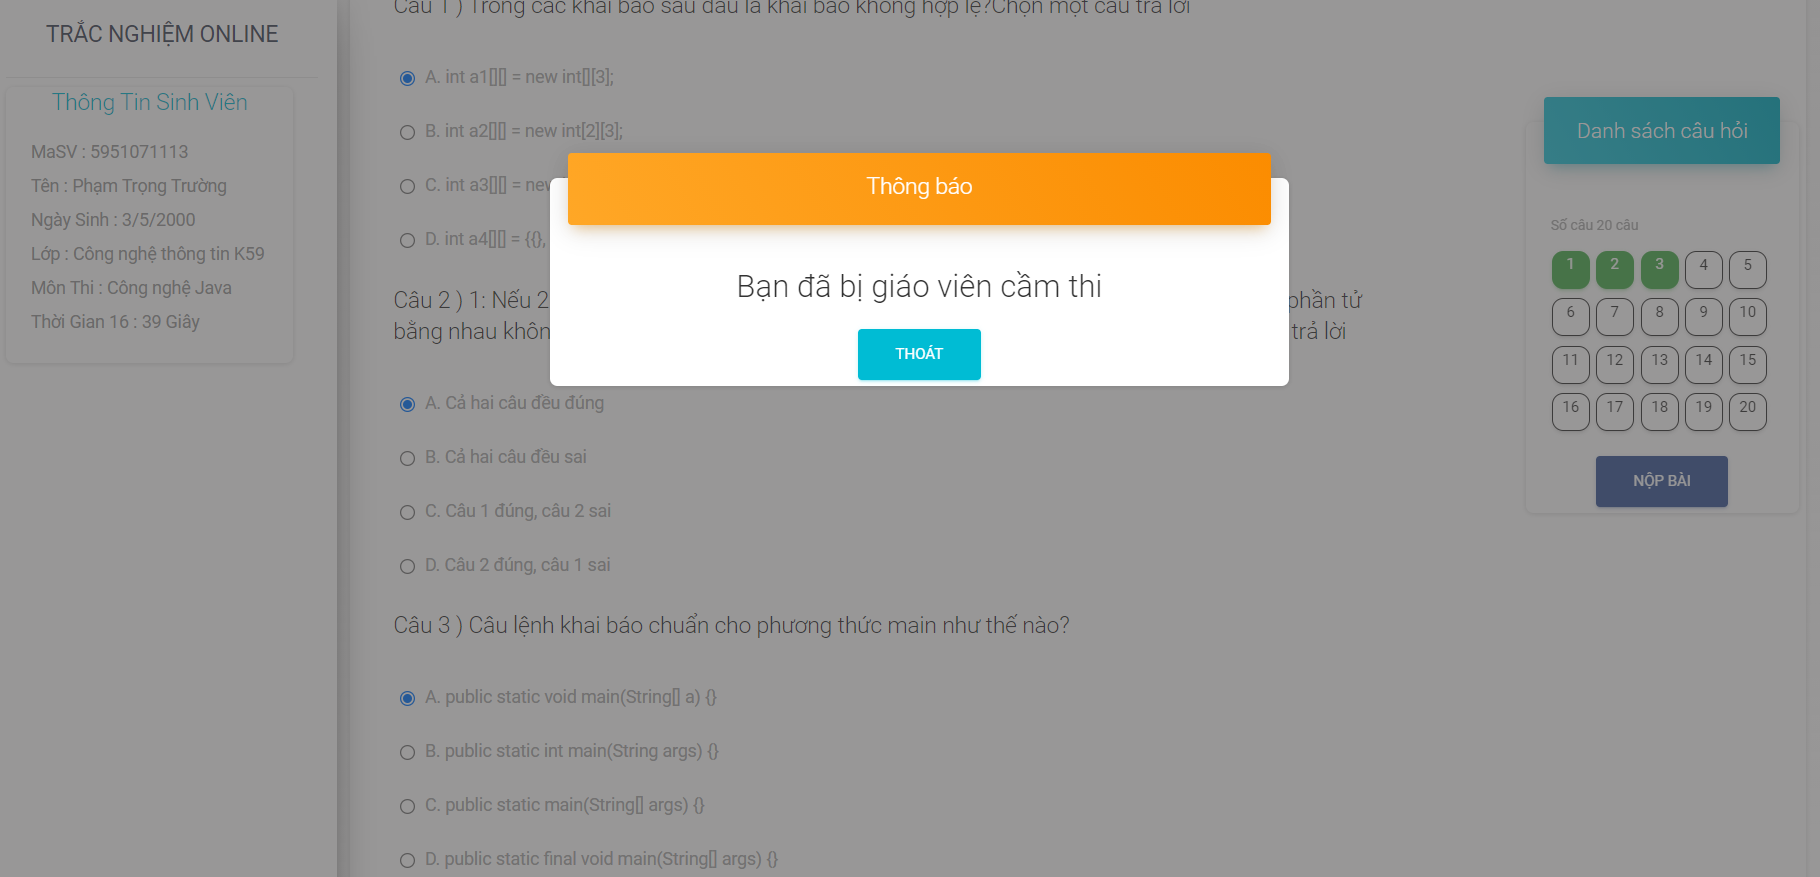 TRẮC NGHIỆM ONLINE
Thông Tin Sinh Viên
MaSV : 5951071113
Tên : Phạm Trọng Trường
Ngày Sinh : 3/5/2000
Lớp : Công nghệ thông tin K59
Môn Thi : Công nghệ Java
Thời Gian 16 : 39 Giây
Câu 1 ) Trong các khai báo sau đâu là khai báo không hợp lệ?Chọn một câu trả lời
A. int a1[][] = new int[][3];
B. int a2[][] = new int[2][3];
C. int a3[][] = new
D. int a4[][] = {{},
Thông báo
Bạn đã bị giáo viên cầm thi
THOÁT
Câu 2 ) 1: Nếu 2 phần tử
bằng nhau khôn trả lời
A. Cả hai câu đều đúng
B. Cả hai câu đều sai
C. Câu 1 đúng, câu 2 sai
D. Câu 2 đúng, câu 1 sai
Câu 3 ) Câu lệnh khai báo chuẩn cho phương thức main như thế nào?
A. public static void main(String[] a) {}
B. public static int main(String args) {}
C. public static main(String[] args) {}
D. public static final void main(String[] args) {}
Danh sách câu hỏi
Số câu 20 câu
1 2 3 4 5
6 7 8 9 10
11 12 13 14 15
16 17 18 19 20
NỘP BÀI